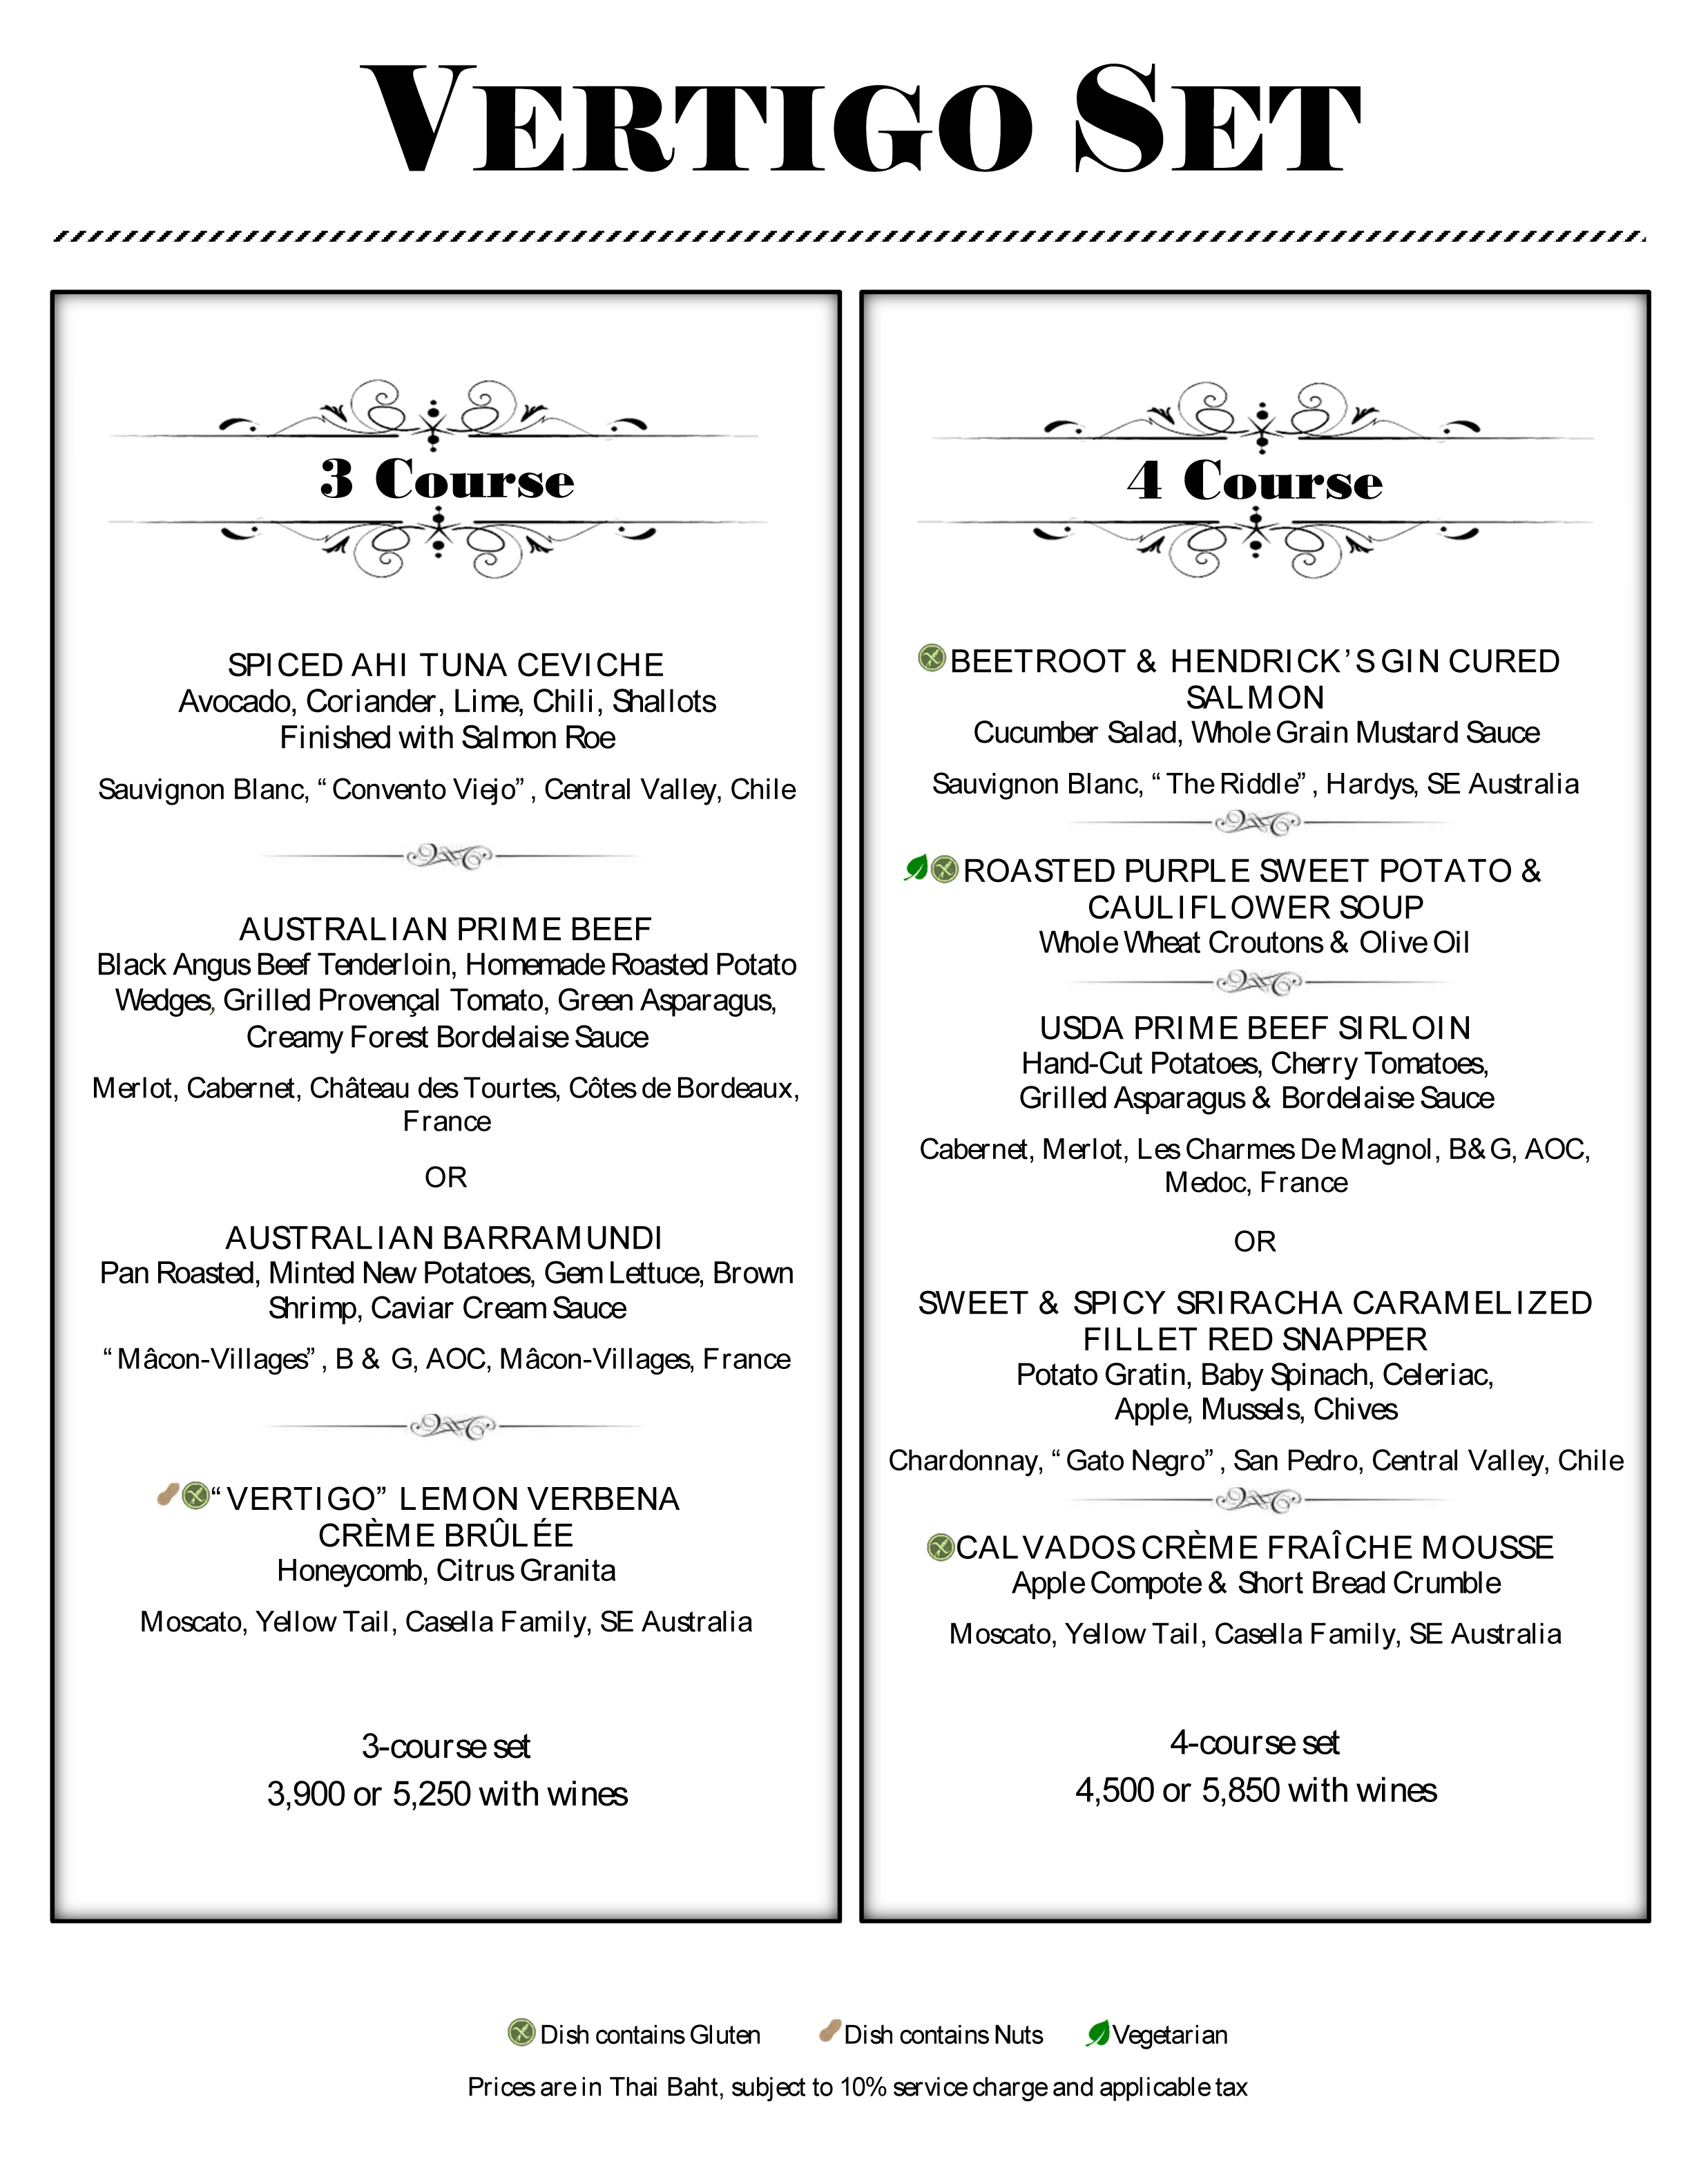 VERTIGO SET
3 Course
SPICED AHI TUNA CEVICHE
Avocado, Coriander, Lime, Chili, Shallots
Finished with Salmon Roe
Sauvignon Blanc, “Convento Viejo”, Central Valley, Chile
AUSTRALIAN PRIME BEEF
Black Angus Beef Tenderloin, Homemade Roasted Potato
Wedges, Grilled Provençal Tomato, Green Asparagus,
Creamy Forest Bordelaise Sauce
Merlot, Cabernet, Château des Tourtes, Côtes de Bordeaux,
France
OR
AUSTRALIAN BARRAMUNDI
Pan Roasted, Minted New Potatoes, Gem Lettuce, Brown
Shrimp, Caviar Cream Sauce
“Mâcon-Villages”, B & G, AOC, Mâcon-Villages, France
“VERTIGO” LEMON VERBENA
CRÈME BRÛLÉE
Honeycomb, Citrus Granita
Moscato, Yellow Tail, Casella Family, SE Australia
3-course set
3,900 or 5,250 with wines
4 Course
BEETROOT & HENDRICK’S GIN CURED
SALMON
Cucumber Salad, Whole Grain Mustard Sauce
Sauvignon Blanc, “The Riddle”, Hardys, SE Australia
ROASTED PURPLE SWEET POTATO &
CAULIFLOWER SOUP
Whole Wheat Croutons & Olive Oil
USDA PRIME BEEF SIRLOIN
Hand-Cut Potatoes, Cherry Tomatoes,
Grilled Asparagus & Bordelaise Sauce
Cabernet, Merlot, Les Charmes De Magnol, B&G, AOC,
Medoc, France
OR
SWEET & SPICY SRIRACHA CARAMELIZED
FILLET RED SNAPPER
Potato Gratin, Baby Spinach, Celeriac,
Apple, Mussels, Chives
Chardonnay, “Gato Negro”, San Pedro, Central Valley, Chile
CALVADOS CRÈME FRAÎCHE MOUSSE
Apple Compote & Short Bread Crumble
Moscato, Yellow Tail, Casella Family, SE Australia
4-course set
4,500 or 5,850 with wines
Dish contains Gluten Dish contains Nuts Vegetarian
Prices are in Thai Baht, subject to 10% service charge and applicable tax